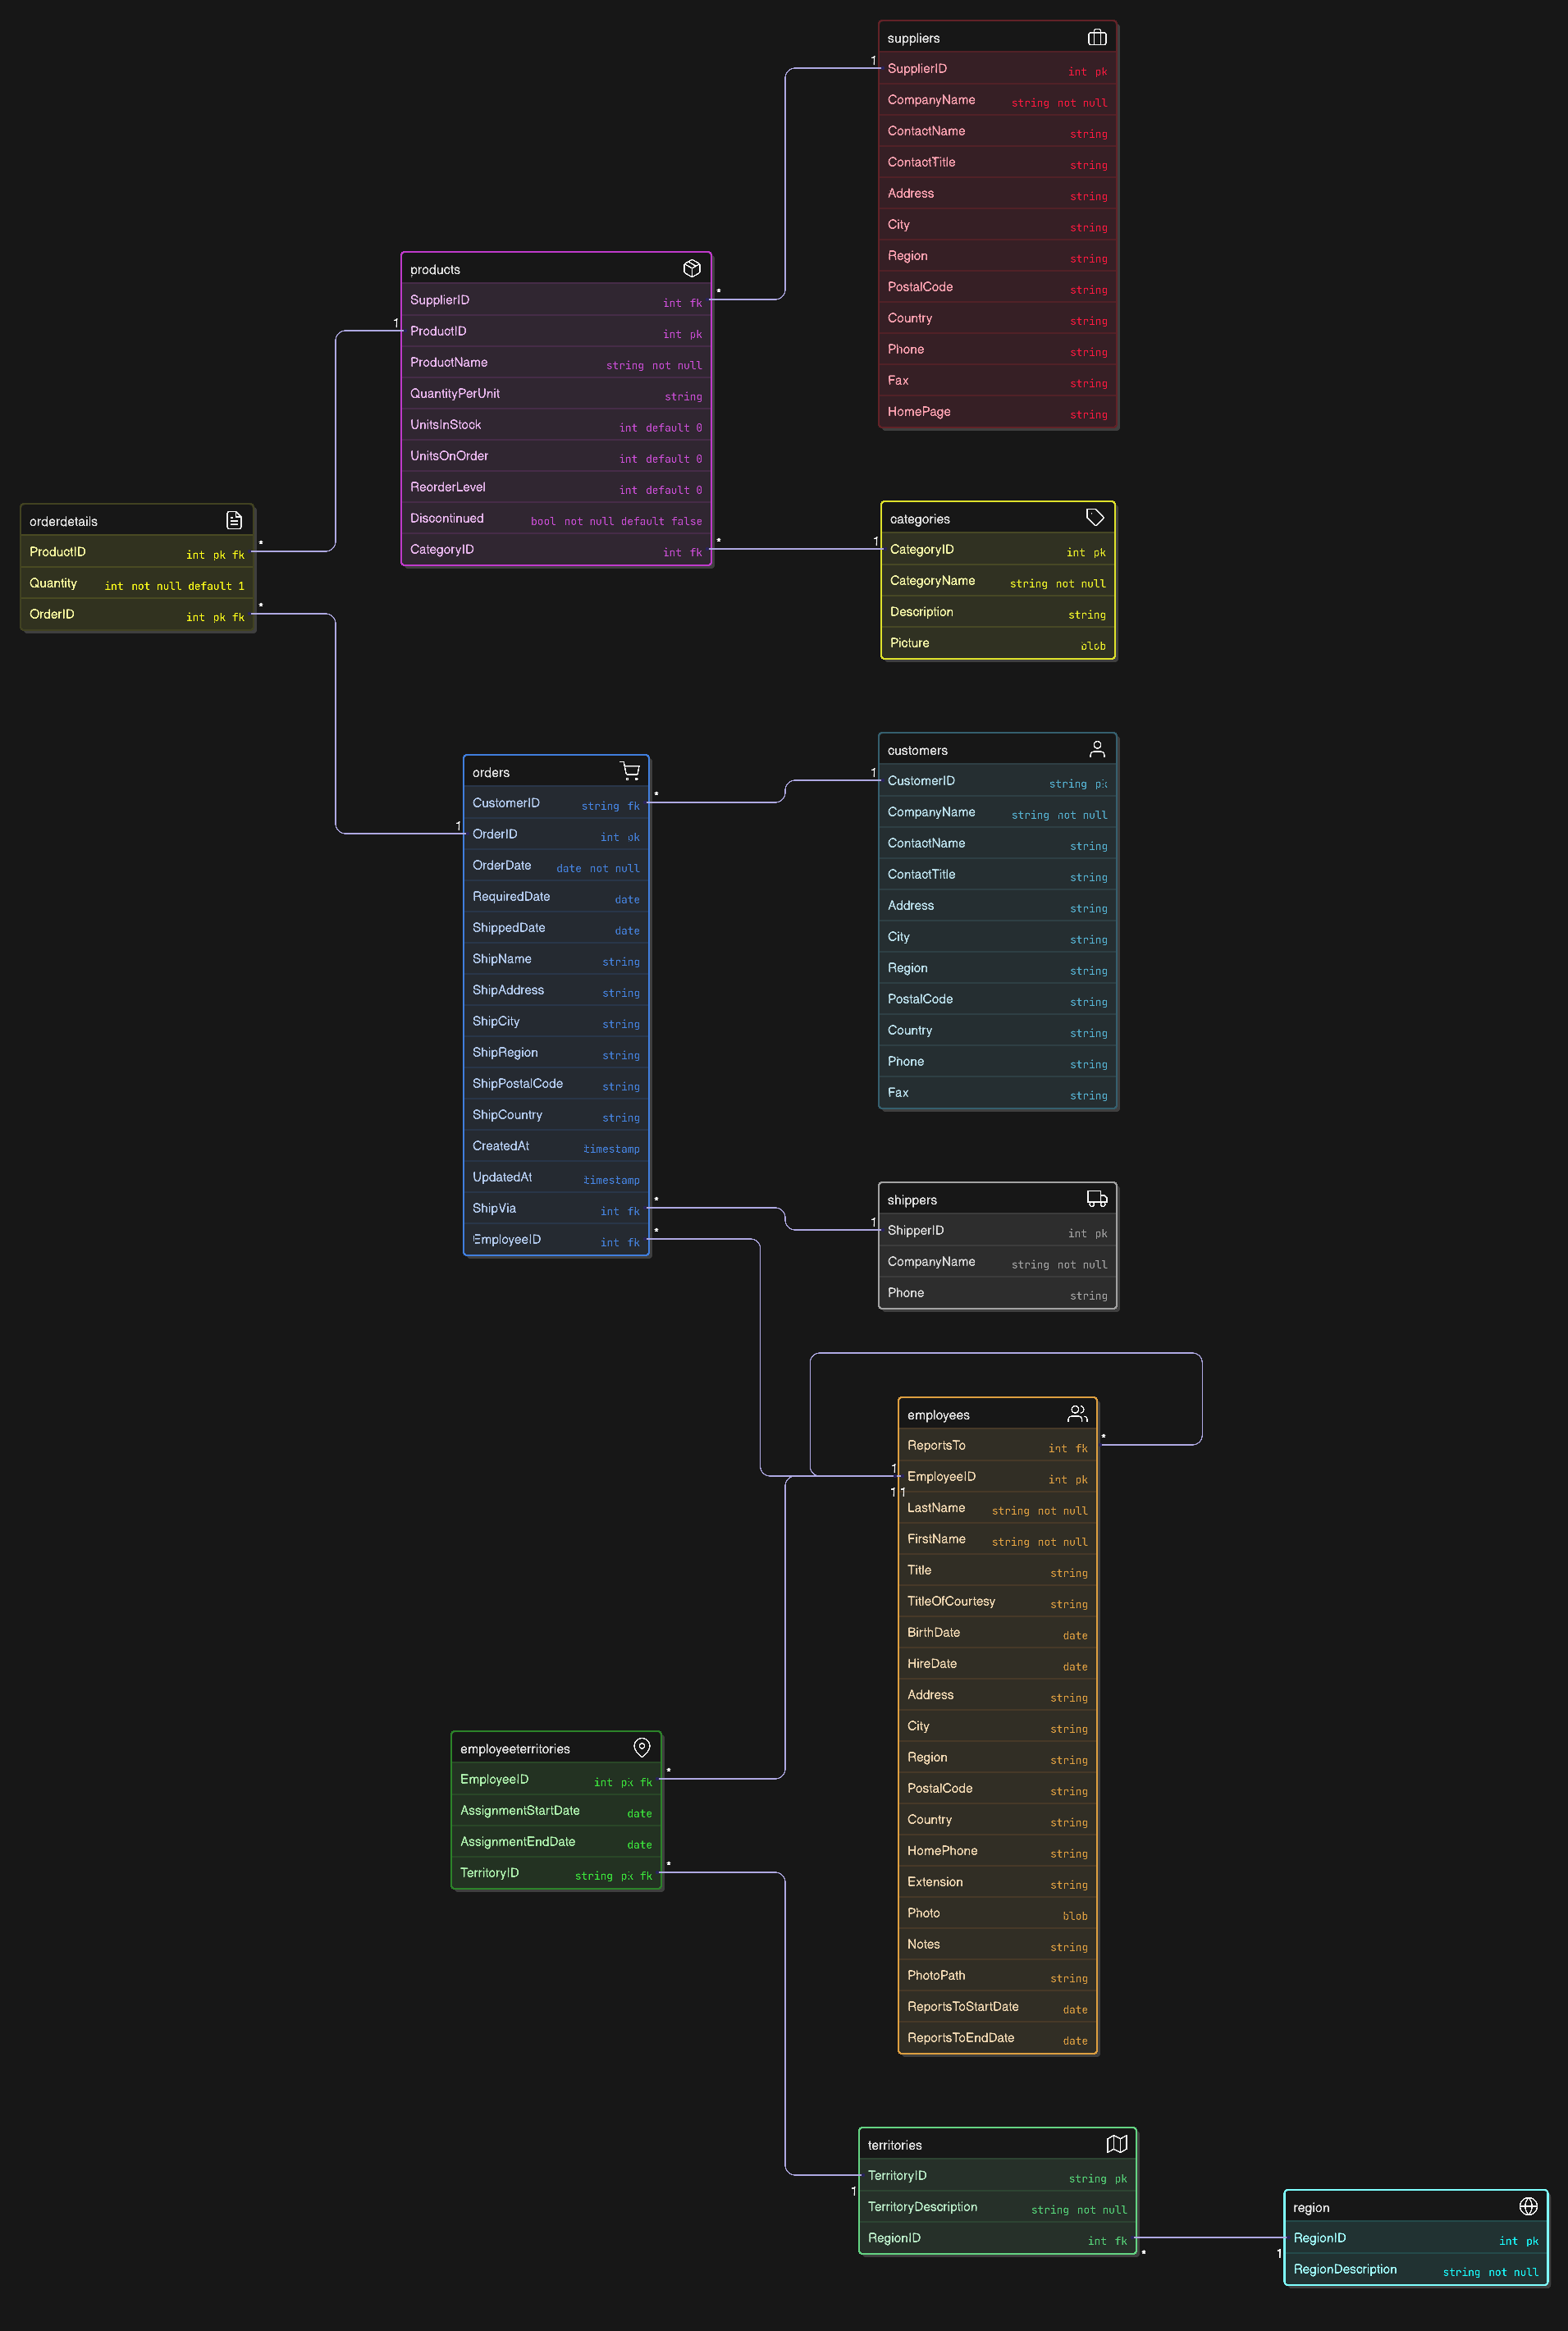 suppliers
SupplierID int pk
CompanyName string not null
ContactName string
ContactTitle string
Address string
City string
Region string
PostalCode string
Country string
Phone string
Fax string
HomePage string
1
products
SupplierID int fk
ProductID int pk
ProductName string not null
QuantityPerUnit string
UnitsInStock int default 0
UnitsOnOrder int default 0
ReorderLevel int default 0
Discontinued bool not null default false
CategoryID int fk
*
1
*
orderdetails
ProductID int pk fk
Quantity int not null default 1
OrderID int pk fk
*
*
categories
CategoryID int pk
CategoryName string not null
Description string
Picture blob
1
customers
CustomerID string pk
CompanyName string not null
ContactName string
ContactTitle string
Address string
City string
Region string
PostalCode string
Country string
Phone string
Fax string
1
orders
CustomerID string fk
OrderID int ok
OrderDate date not null
RequiredDate date
ShippedDate date
ShipName string
ShipAddress string
ShipCity string
ShipRegion string
ShipPostalCode string
ShipCountry string
CreatedAt timestamp
UpdatedAt timestamp
ShipVia int fk
EmployeeID int fk
*
1
*
*
shippers
ShipperID int pk
CompanyName string not null
Phone string
1
employees
ReportsTo int fk
EmployeeID int pk
LastName string not null
FirstName string not null
Title string
TitleOfCourtesy string
BirthDate date
HireDate date
Address string
City string
Region string
PostalCode string
Country string
HomePhone string
Extension string
Photo blob
Notes string
PhotoPath string
ReportsToStartDate date
ReportsToEndDate date
*
1
1 1
employeeterritories
EmployeeID int pk fk
AssignmentStartDate date
AssignmentEndDate date
TerritoryID string pk fk
*
*
territories
TerritoryID string pk
TerritoryDescription string not null
RegionID int fk
1
*
region
RegionID int pk
RegionDescription string not null
1